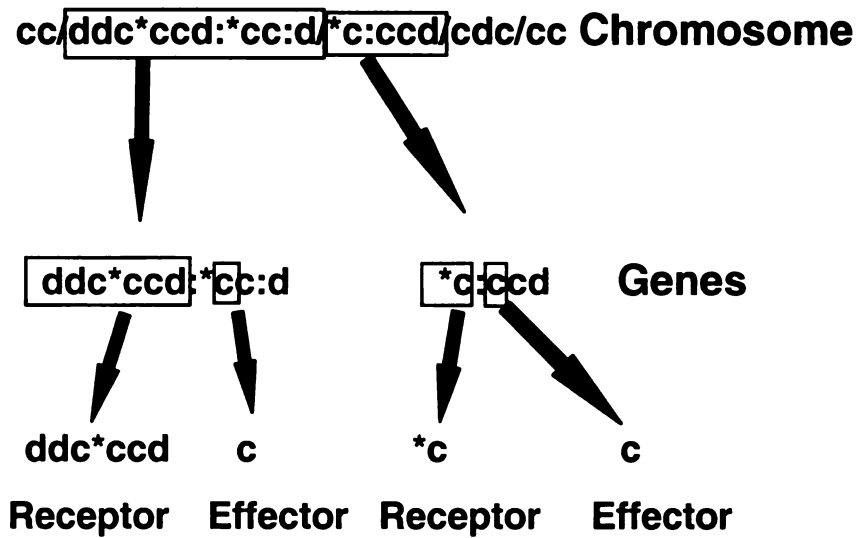 cc/ddc*ccd:*cc:d/*c:ccd/cdc/cc Chromosome
ddc*ccd:*cc:d *c:ccd Genes
ddc*ccd c *c c
Receptor Effector Receptor Effector